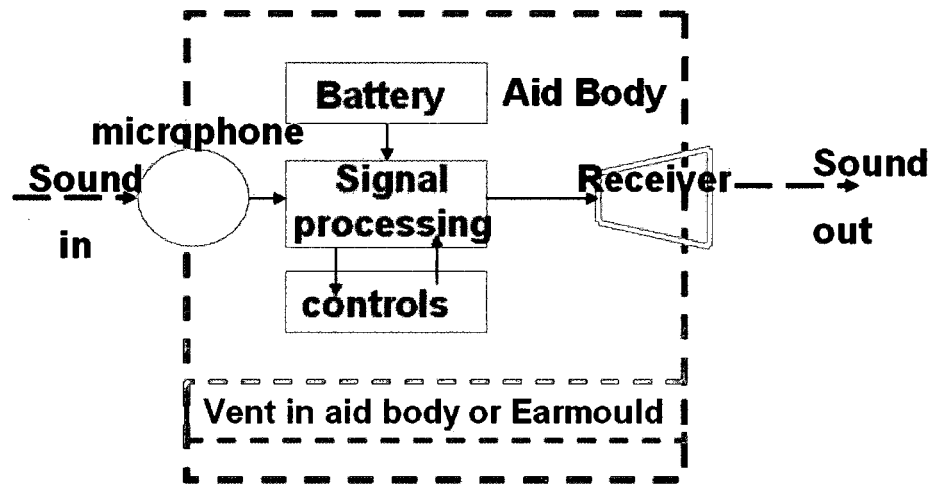 Battery
Aid Body
microphone
Sound
in
Signal
processing
Receiver
Sound
out
controls
Vent in aid body or Earmould